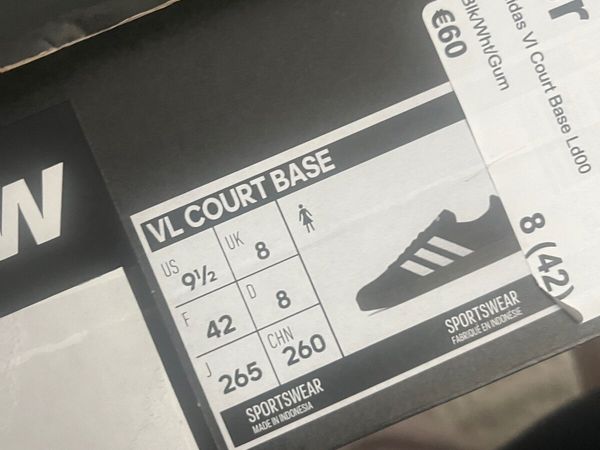 VL COURT BASE
US 9½ UK 8
F 42 D 8
J 265 CHN 260
SPORTSWEAR
MADE IN INDONESIA
SPORTSWEAR
FABRIQUÉ EN INDONÉSIE
€60
Blk/Wht/Gum
Vl Court Base Ld00
8 (42)